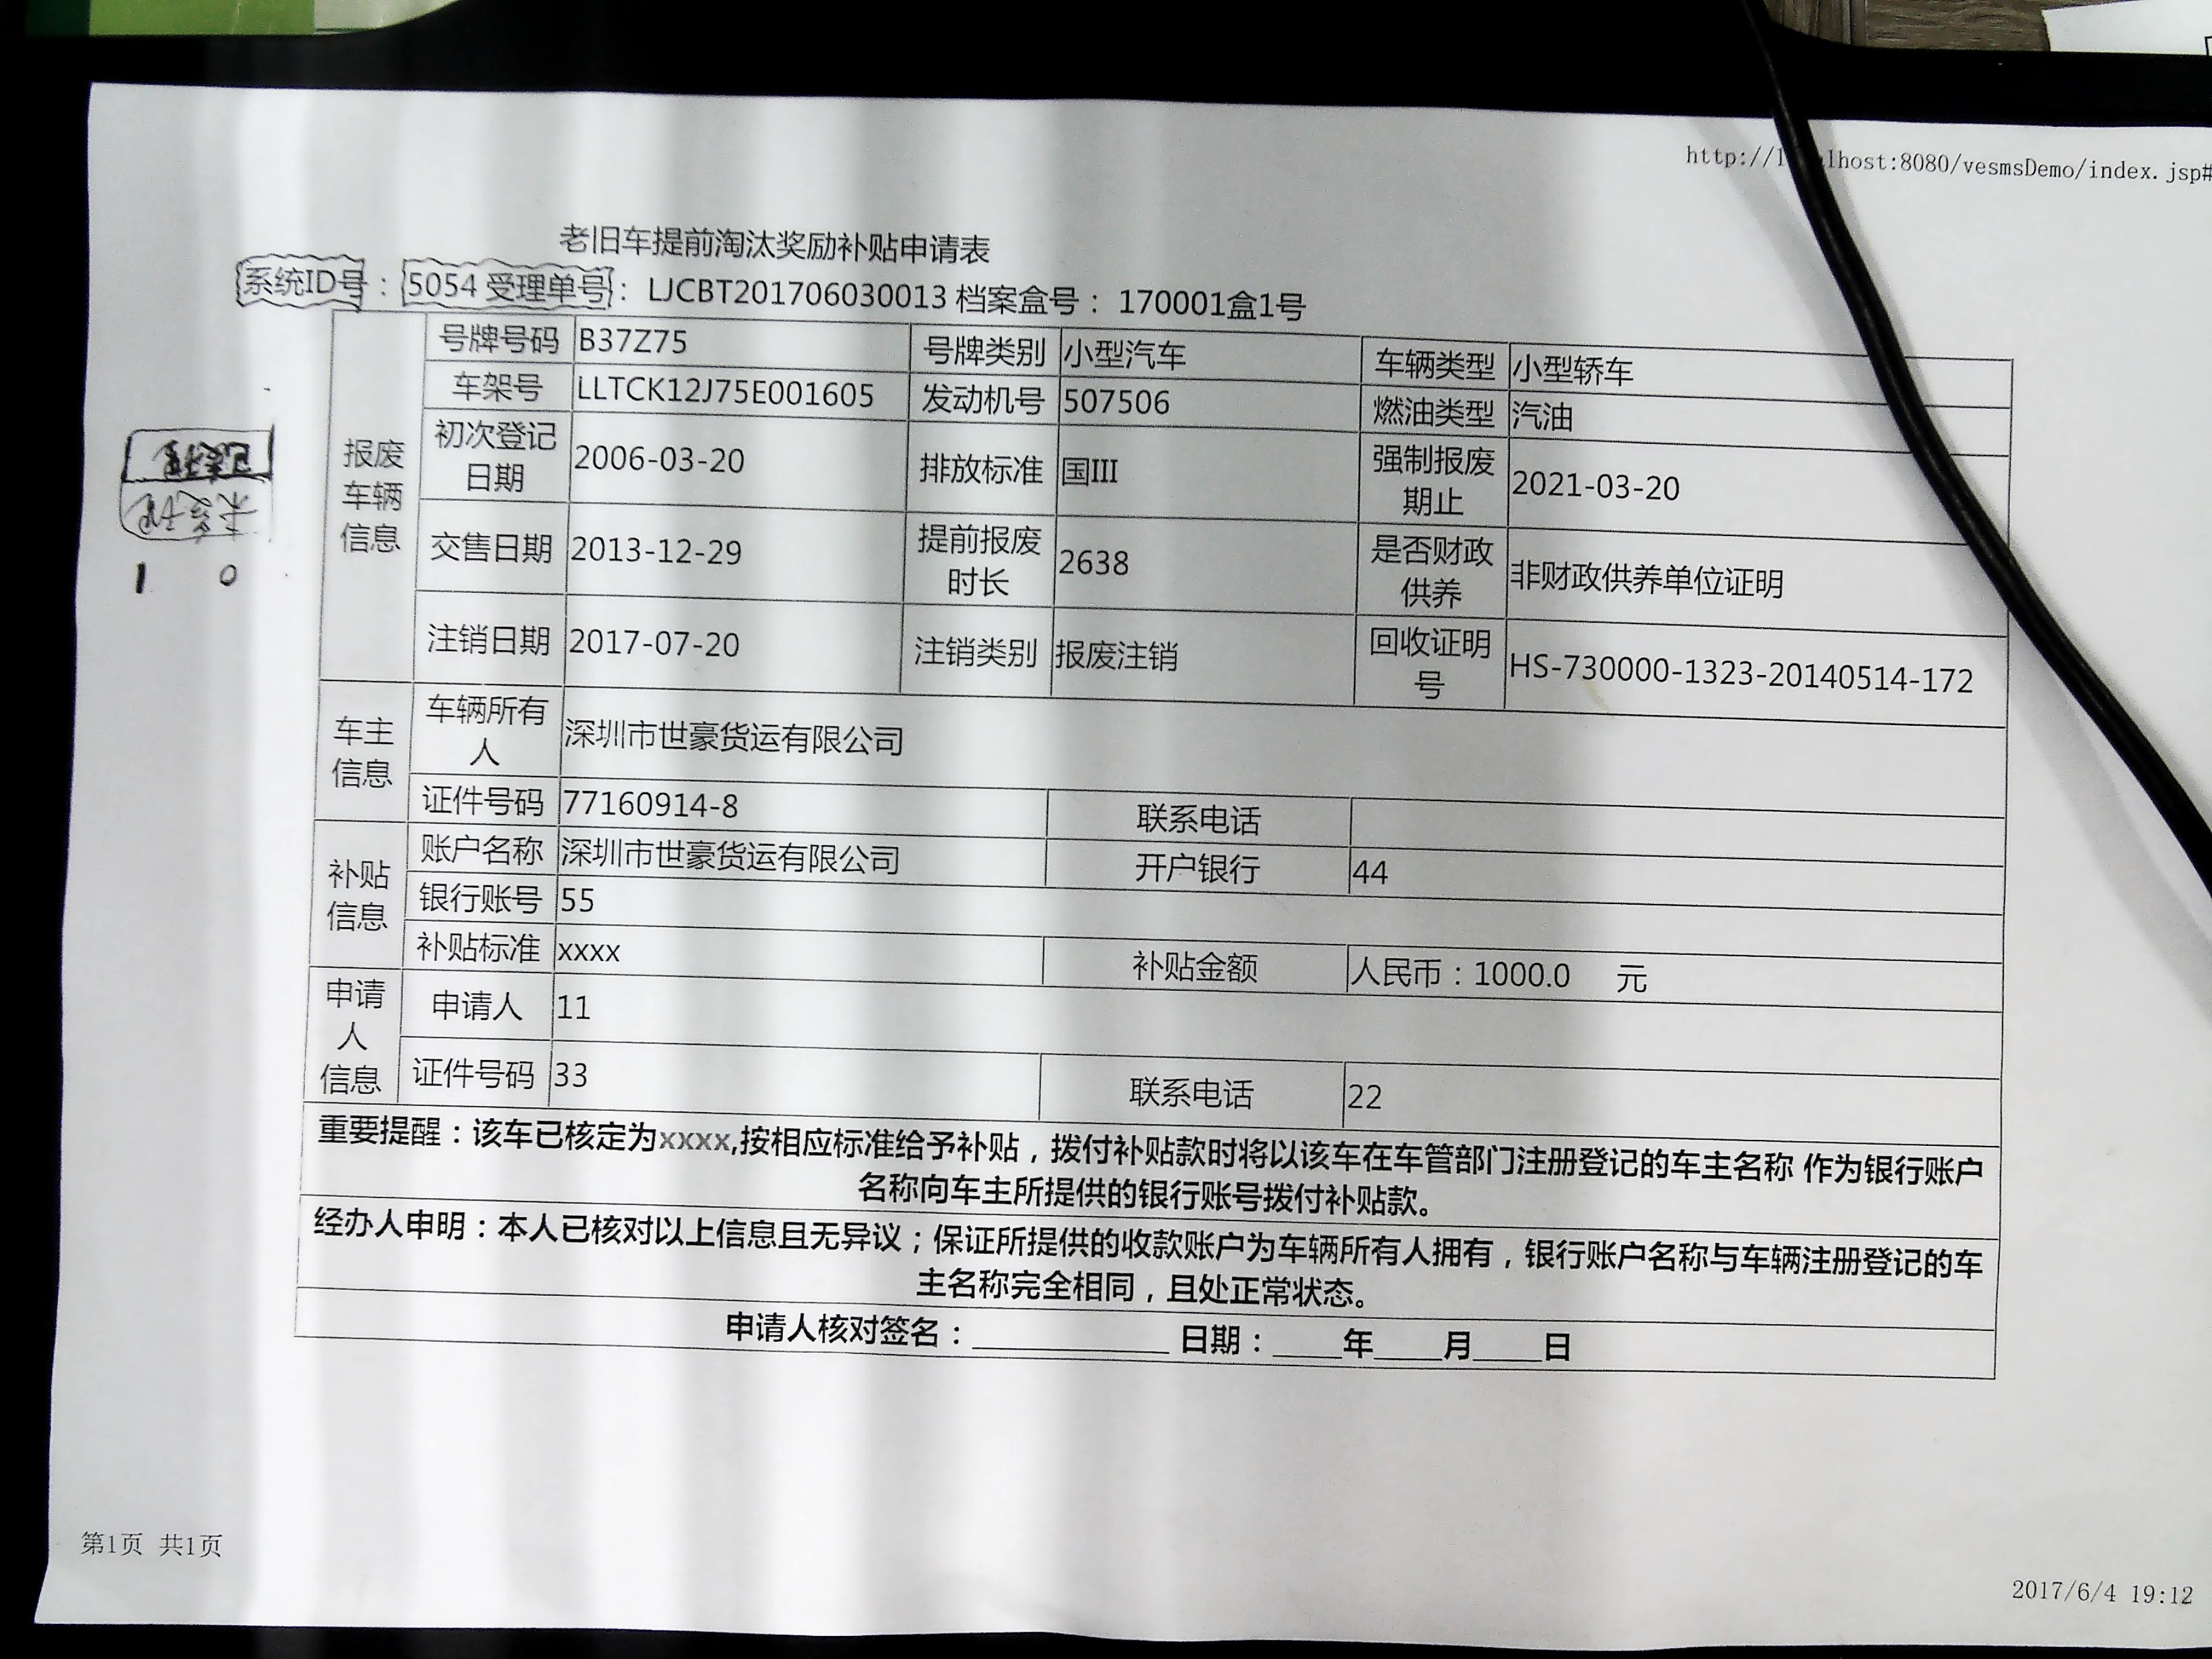 http://l lhost:8080/vesmsDemo/index.jsp#
老旧车提前淘汰奖励补贴申请表
系统ID号：5054 受理单号：LJCBT201706030013 档案盒号：170001盒1号
报废车辆信息
号牌号码 B37Z75 号牌类别 小型汽车 车辆类型 小型轿车
车架号 LLTCK12J75E001605 发动机号 507506 燃油类型 汽油
初次登记日期 2006-03-20 排放标准 国III 强制报废期止 2021-03-20
交售日期 2013-12-29 提前报废时长 2638 是否财政供养 非财政供养单位证明
注销日期 2017-07-20 注销类别 报废注销 回收证明号 HS-730000-1323-20140514-172
车主信息
车辆所有人 深圳市世豪货运有限公司
证件号码 77160914-8 联系电话
补贴信息
账户名称 深圳市世豪货运有限公司 开户银行 44
银行账号 55
补贴标准 xxxx 补贴金额 人民币：1000.0 元
申请人信息
申请人 11
证件号码 33 联系电话 22
重要提醒：该车已核定为xxxx,按相应标准给予补贴，拨付补贴款时将以该车在车管部门注册登记的车主名称 作为银行账户
名称向车主所提供的银行账号拨付补贴款。
经办人申明：本人已核对以上信息且无异议；保证所提供的收款账户为车辆所有人拥有，银行账户名称与车辆注册登记的车
主名称完全相同，且处正常状态。
申请人核对签名：____________ 日期：____年____月____日
未受理
1 0
第1页 共1页
2017/6/4 19:12